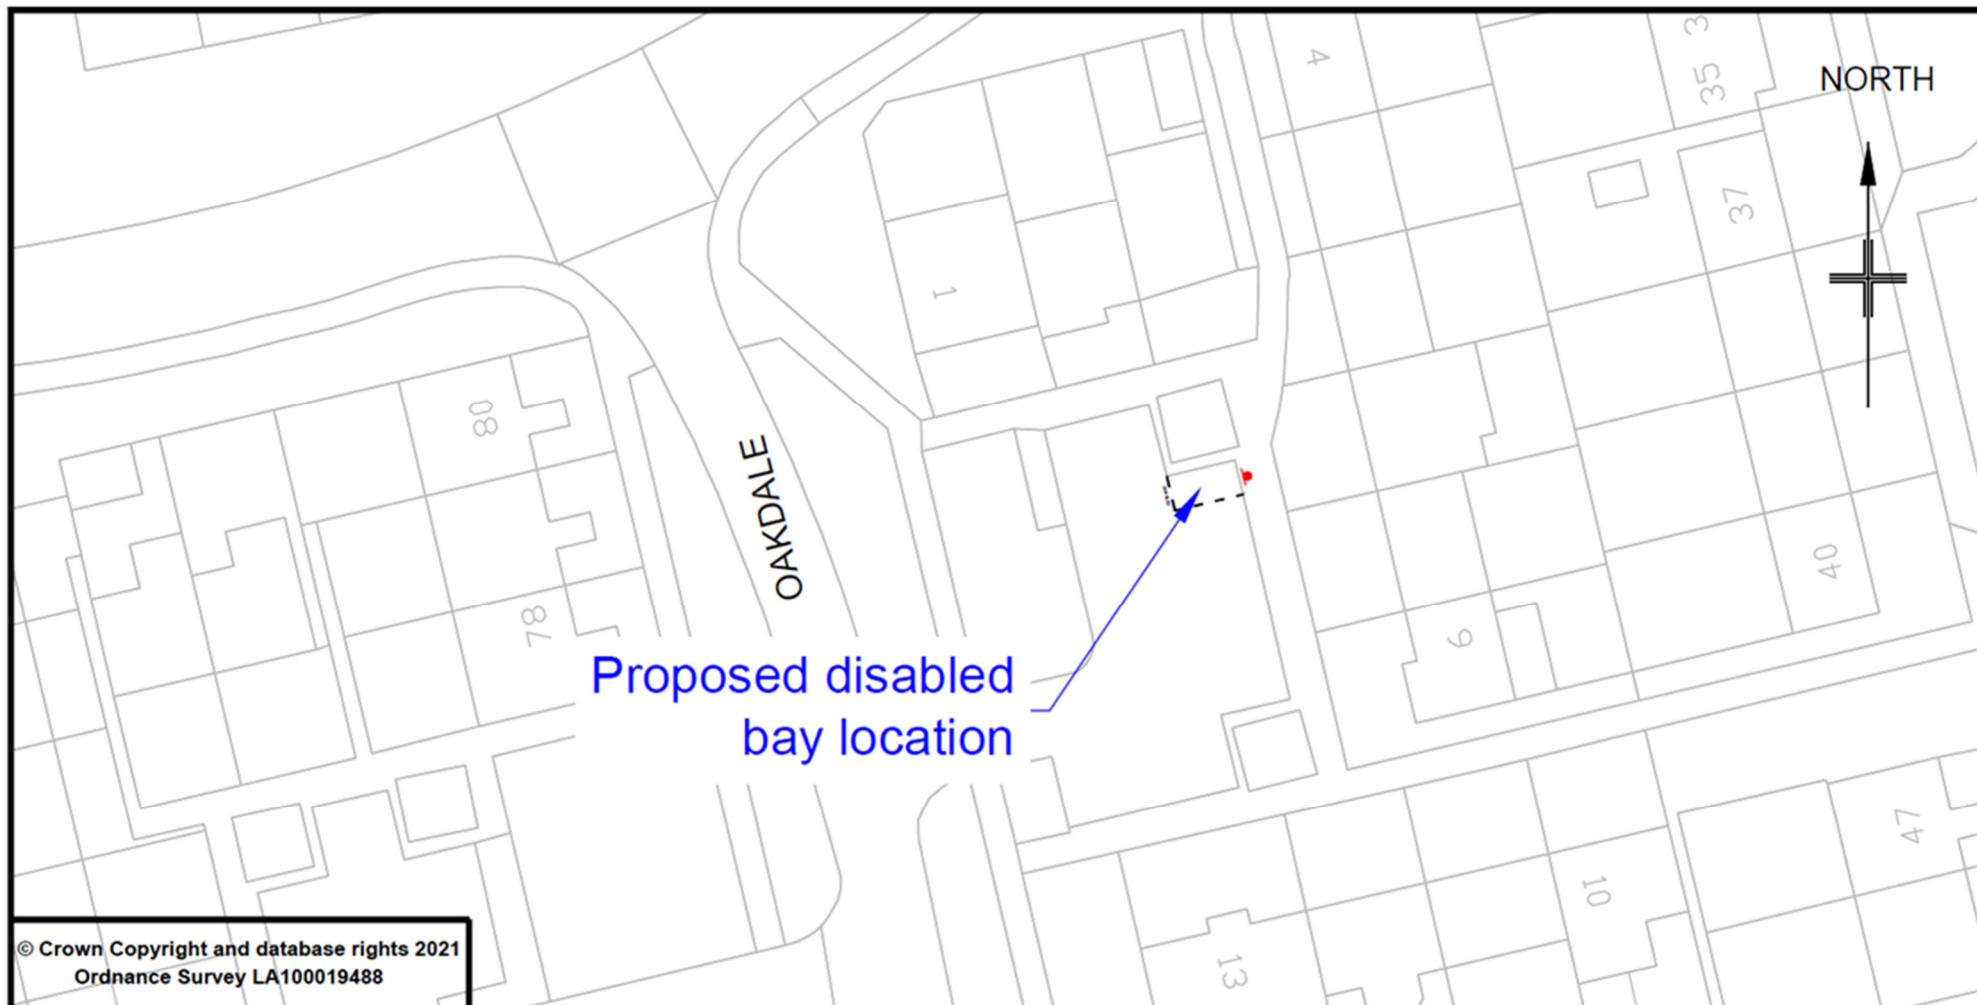 4
35 3
NORTH
37
1
80
OAKDALE
78
Proposed disabled
bay location
6
40
47
10
13
© Crown Copyright and database rights 2021
Ordnance Survey LA100019488